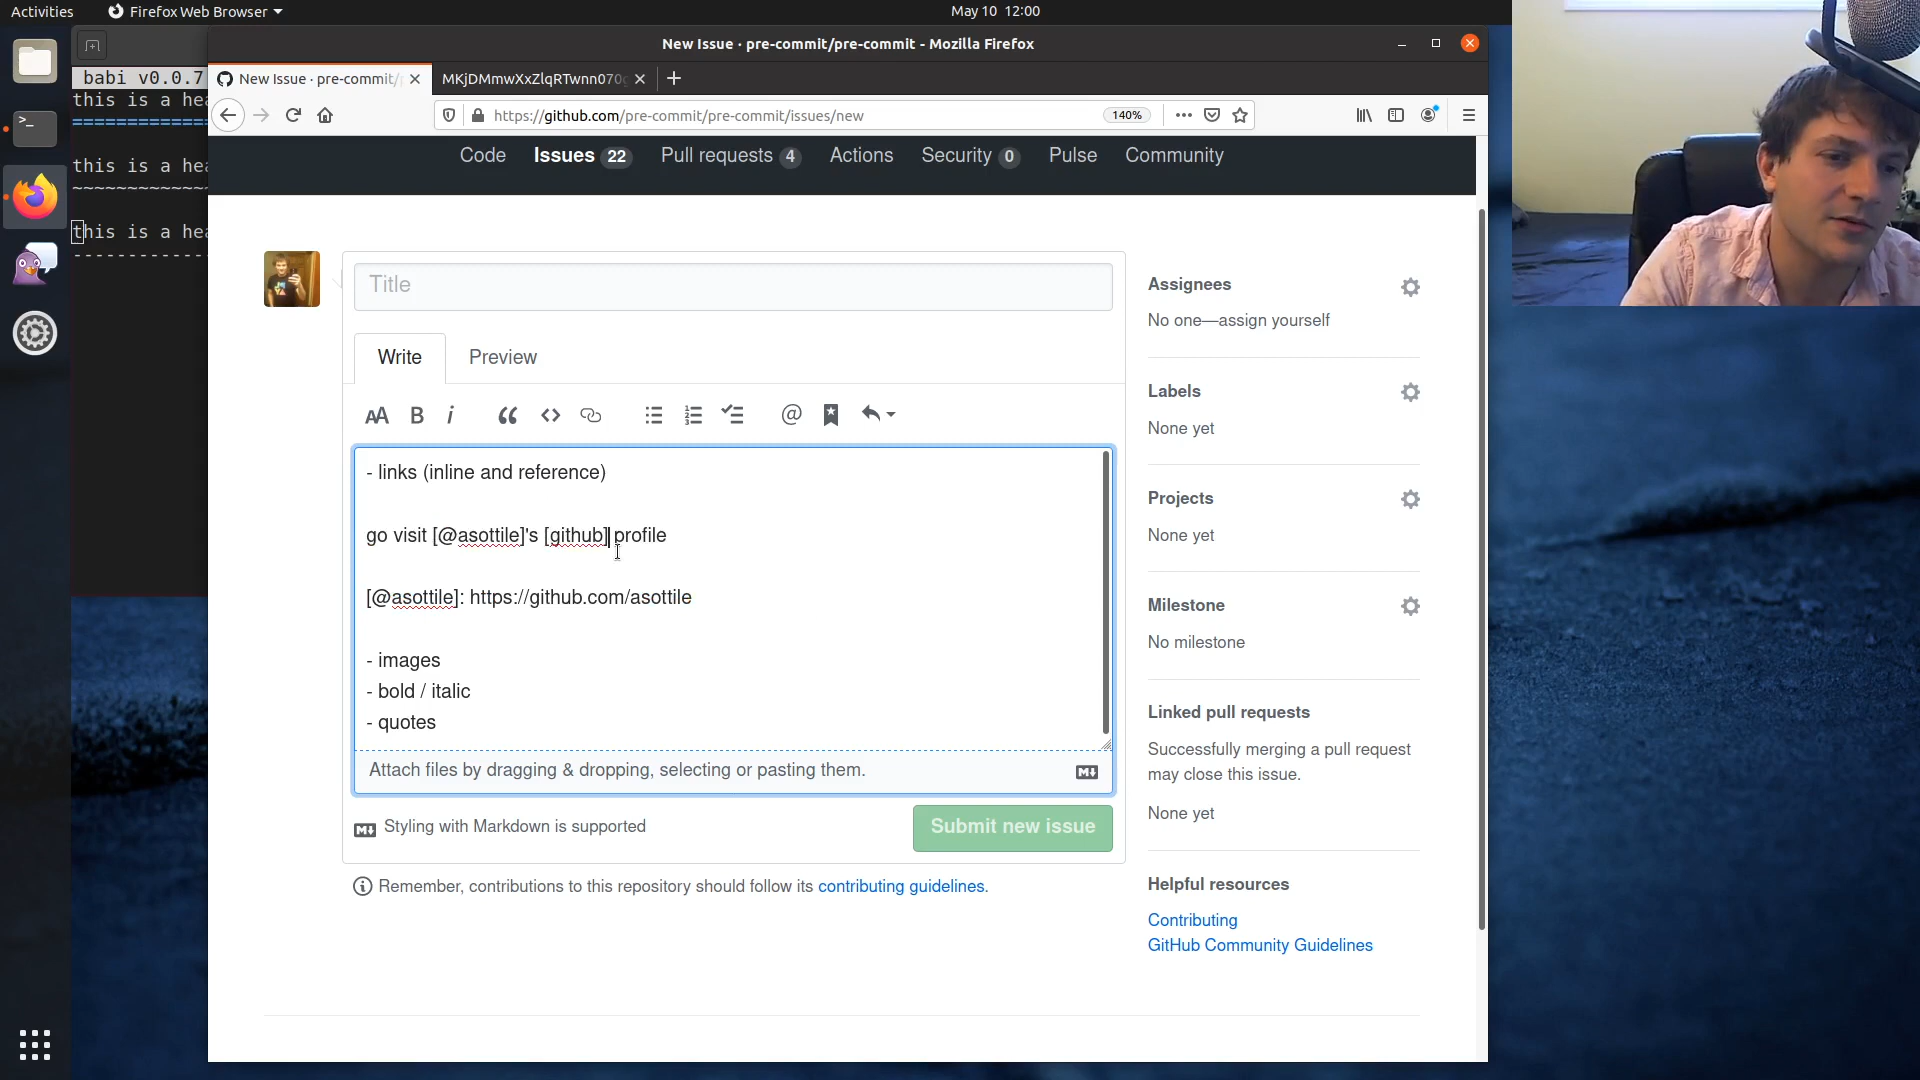 Activities
Firefox Web Browser
May 10 12:00
New Issue · pre-commit/pre-commit - Mozilla Firefox
babi v0.0.7
New Issue · pre-commit/
MKjDMmwXxZlqRTwnn070
this is a hea
https://github.com/pre-commit/pre-commit/issues/new
140%
==========
Code
Issues 22
Pull requests 4
Actions
Security 0
Pulse
Community
this is a hea
~~~~~~~~~~~~
this is a hea
------------
Title
Write
Preview
- links (inline and reference)
go visit [@asottile]'s [github] profile
[@asottile]: https://github.com/asottile
- images
- bold / italic
- quotes
Attach files by dragging & dropping, selecting or pasting them.
Styling with Markdown is supported
Submit new issue
Remember, contributions to this repository should follow its contributing guidelines.
Assignees
No one—assign yourself
Labels
None yet
Projects
None yet
Milestone
No milestone
Linked pull requests
Successfully merging a pull request
may close this issue.
None yet
Helpful resources
Contributing
GitHub Community Guidelines